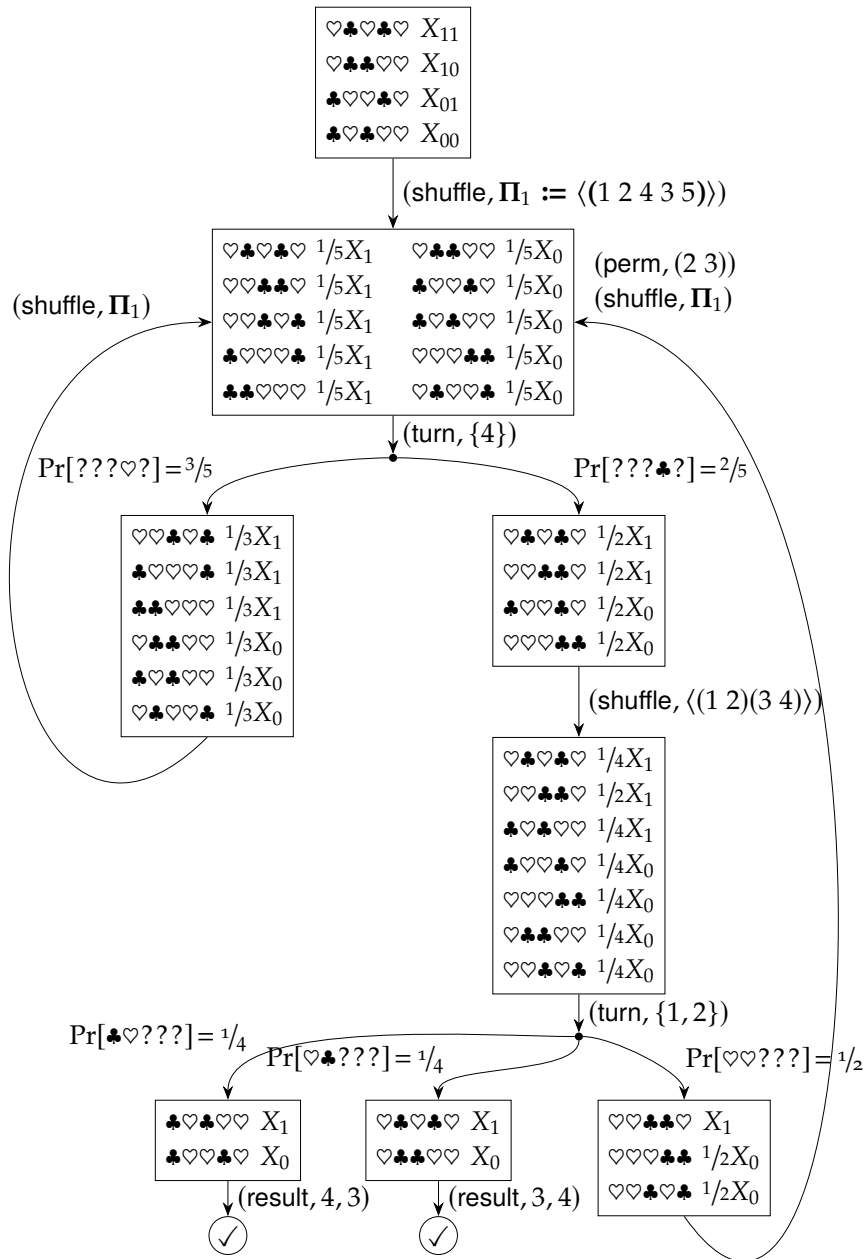 ♡♣♡♣♡ X₁₁
♡♣♣♡♡ X₁₀
♣♡♡♣♡ X₀₁
♣♡♣♡♡ X₀₀
(shuffle, Π₁ := ⟨(1 2 4 3 5)⟩)
♡♣♡♣♡ 1/5X₁ ♡♣♣♡♡ 1/5X₀
♡♡♣♣♡ 1/5X₁ ♣♡♡♣♡ 1/5X₀
♡♡♣♡♣ 1/5X₁ ♣♡♣♡♡ 1/5X₀
♣♡♡♡♣ 1/5X₁ ♡♡♡♣♣ 1/5X₀
♣♣♡♡♡ 1/5X₁ ♡♣♡♡♣ 1/5X₀
(shuffle, Π₁)
(perm, (2 3))
(shuffle, Π₁)
(turn, {4})
Pr[???♡?] = 3/5
Pr[???♣?] = 2/5
♡♡♣♡♣ 1/3X₁
♣♡♡♡♣ 1/3X₁
♣♣♡♡♡ 1/3X₁
♡♣♣♡♡ 1/3X₀
♣♡♣♡♡ 1/3X₀
♡♣♡♡♣ 1/3X₀
♡♣♡♣♡ 1/2X₁
♡♡♣♣♡ 1/2X₁
♣♡♡♣♡ 1/2X₀
♡♡♡♣♣ 1/2X₀
(shuffle, ⟨(1 2)(3 4)⟩)
♡♣♡♣♡ 1/4X₁
♡♡♣♣♡ 1/2X₁
♣♡♣♡♡ 1/4X₁
♣♡♡♣♡ 1/4X₀
♡♡♡♣♣ 1/4X₀
♡♣♣♡♡ 1/4X₀
♡♡♣♡♣ 1/4X₀
(turn, {1, 2})
Pr[♣♡???] = 1/4
Pr[♡♣???] = 1/4
Pr[♡♡???] = 1/2
♣♡♣♡♡ X₁
♣♡♡♣♡ X₀
♡♣♡♣♡ X₁
♡♣♣♡♡ X₀
♡♡♣♣♡ X₁
♡♡♡♣♣ 1/2X₀
♡♡♣♡♣ 1/2X₀
(result, 4, 3)
(result, 3, 4)
✓
✓